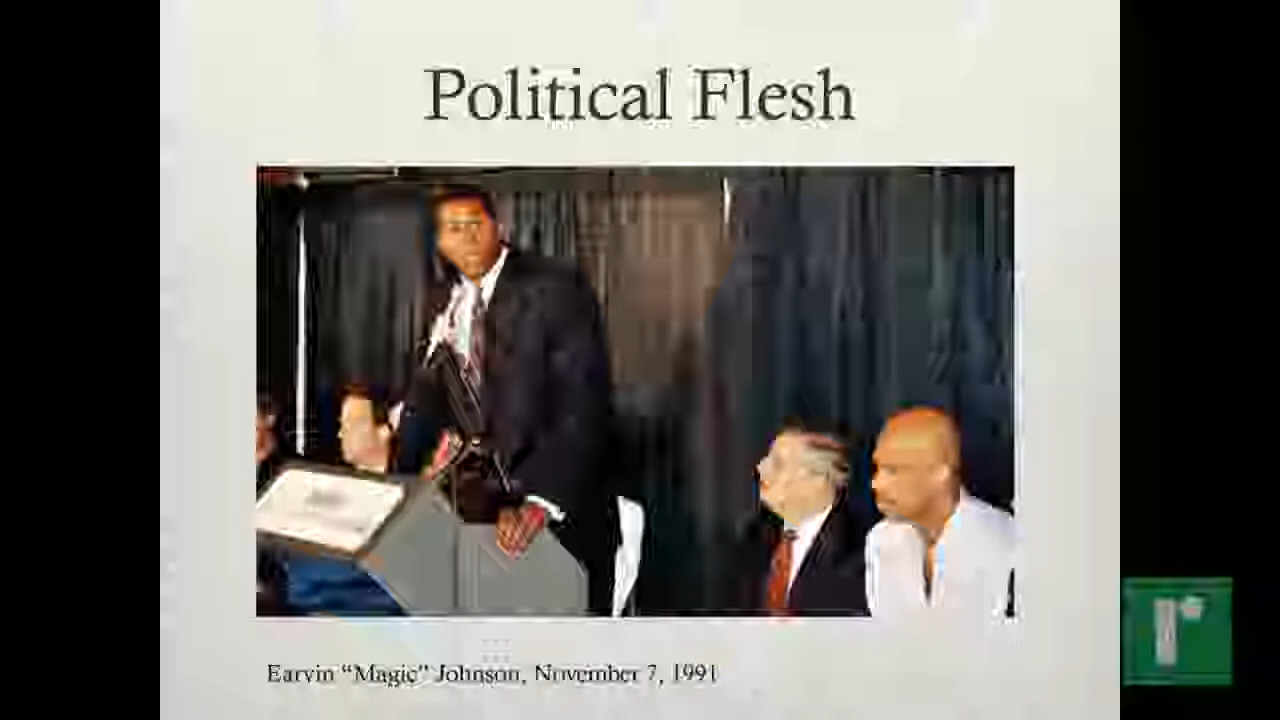 Political Flesh
Earvin “Magic” Johnson, November 7, 1991
r